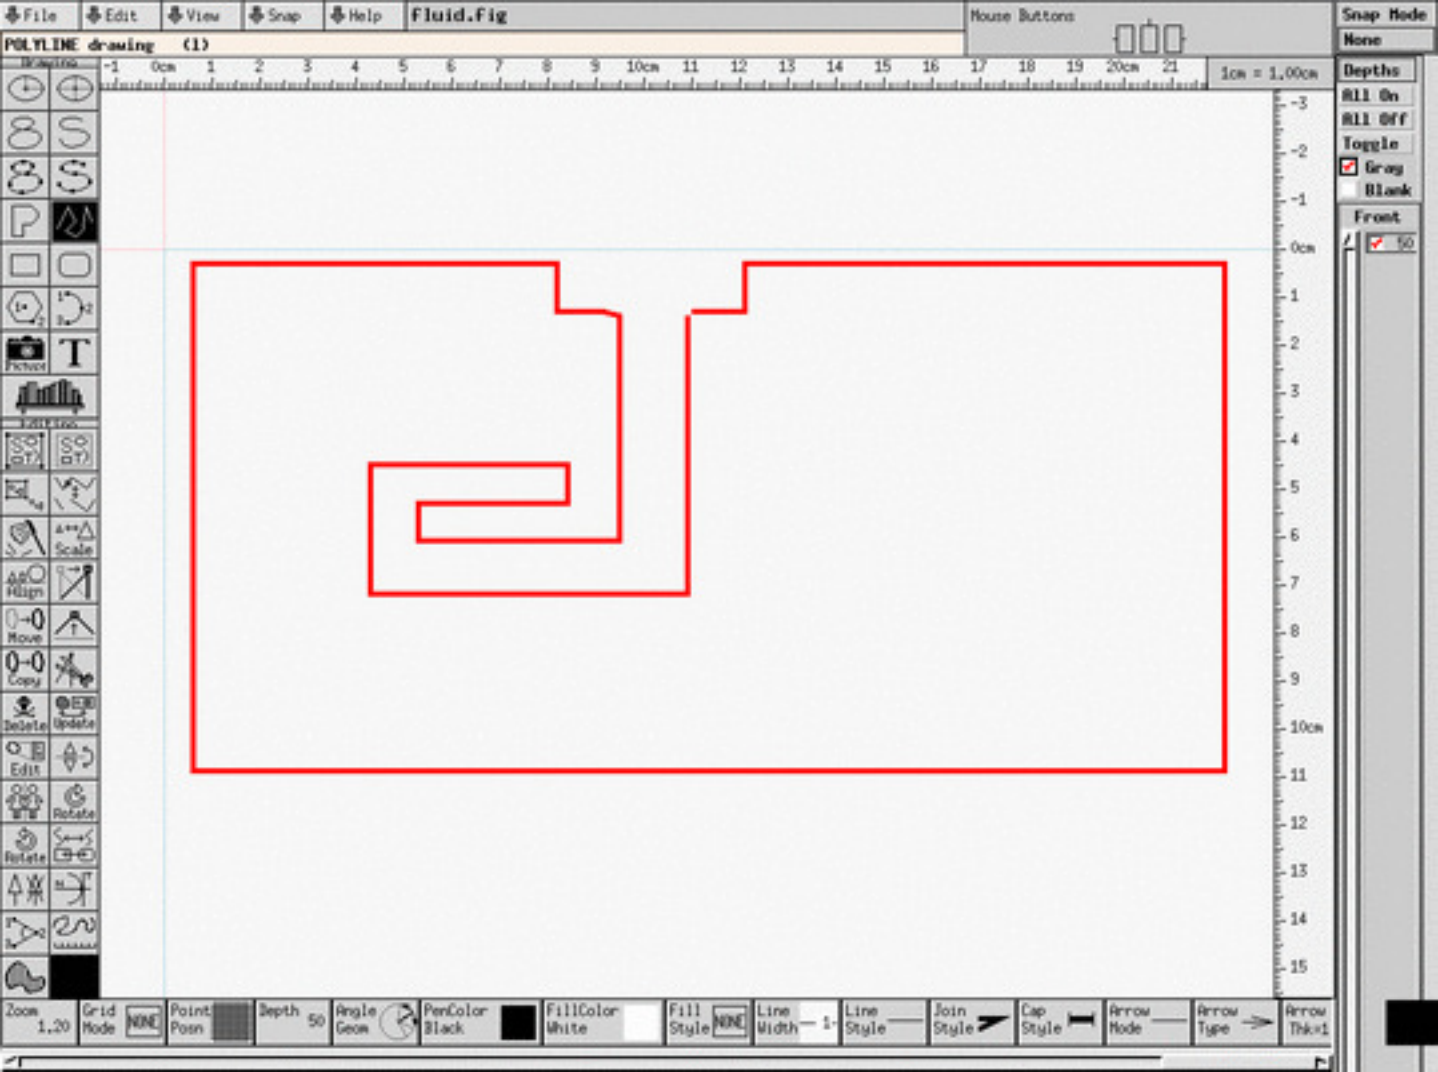 File Edit View Snap Help fluid.fig
Mouse Buttons
Snap Mode
None
POLYLINE drawing (1)
Drawing
-1 0cm 1 2 3 4 5 6 7 8 9 10cm 11 12 13 14 15 16 17 18 19 20cm 21
1cm = 1.00cm
Depths
All On
All Off
Toggle
Gray
Blank
Front
50
-3
-2
-1
0cm
1
2
3
4
5
6
7
8
9
10cm
11
12
13
14
15
Picture T
Editing
Scale
Align
Move
Copy
Delete Update
Edit
Rotate
Rotate
Zoom 1.20
Grid Mode NONE
Point Posn
Depth 50
Angle Geom
PenColor Black
FillColor White
Fill Style NONE
Line Width 1
Line Style
Join Style
Cap Style
Arrow Mode
Arrow Type
Arrow Thk=1